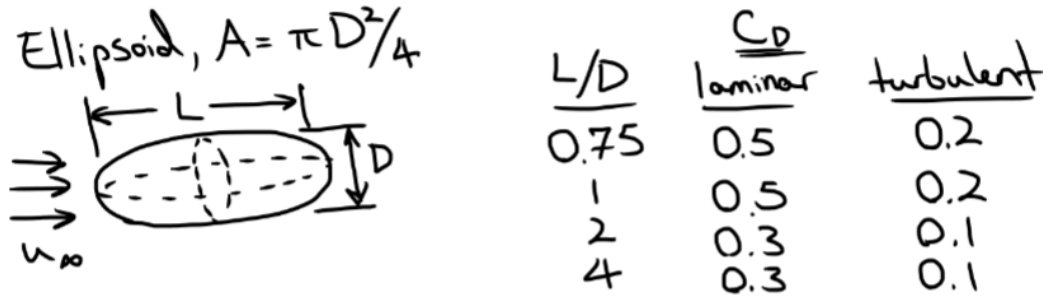 Ellipsoid, A = πD²/4
L
D
u∞
C_D
L/D laminar turbulent
0.75 0.5 0.2
1 0.5 0.2
2 0.3 0.1
4 0.3 0.1